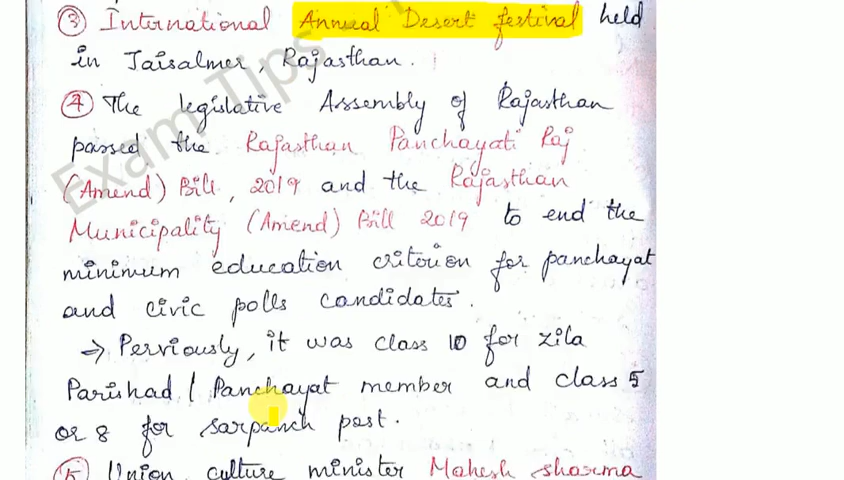 ③ International Annual Desert festival held
in Jaisalmer, Rajasthan.
④ The legislative Assembly of Rajasthan
passed the Rajasthan Panchayati Raj
(Amend) Bill, 2019 and the Rajasthan
Municipality (Amend) Bill 2019 to end the
minimum education criterion for panchayat
and civic polls candidates.
⇒ Perviously, it was class 10 for zila
Parishad / Panchayat member and class 5
or 8 for sarpanch post.
⑤ Union culture minister Mahesh sharma
Exam Tips